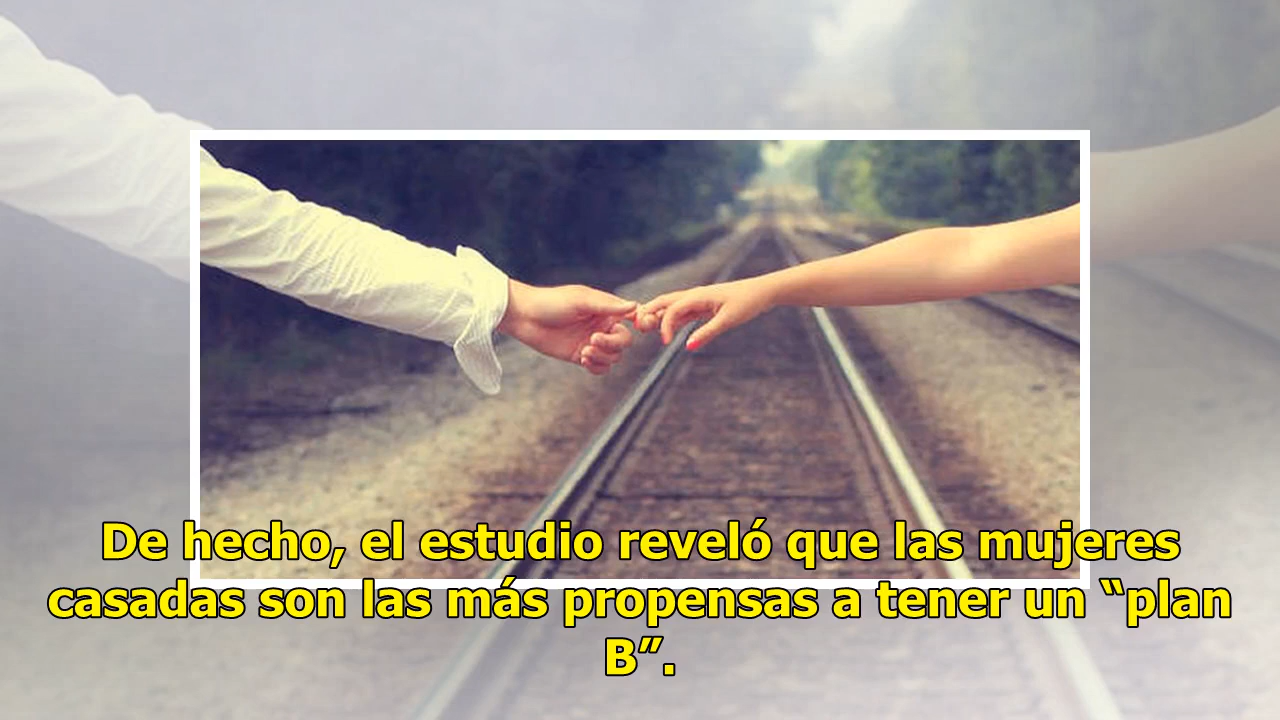 De hecho, el estudio reveló que las mujeres
casadas son las más propensas a tener un “plan
B”.